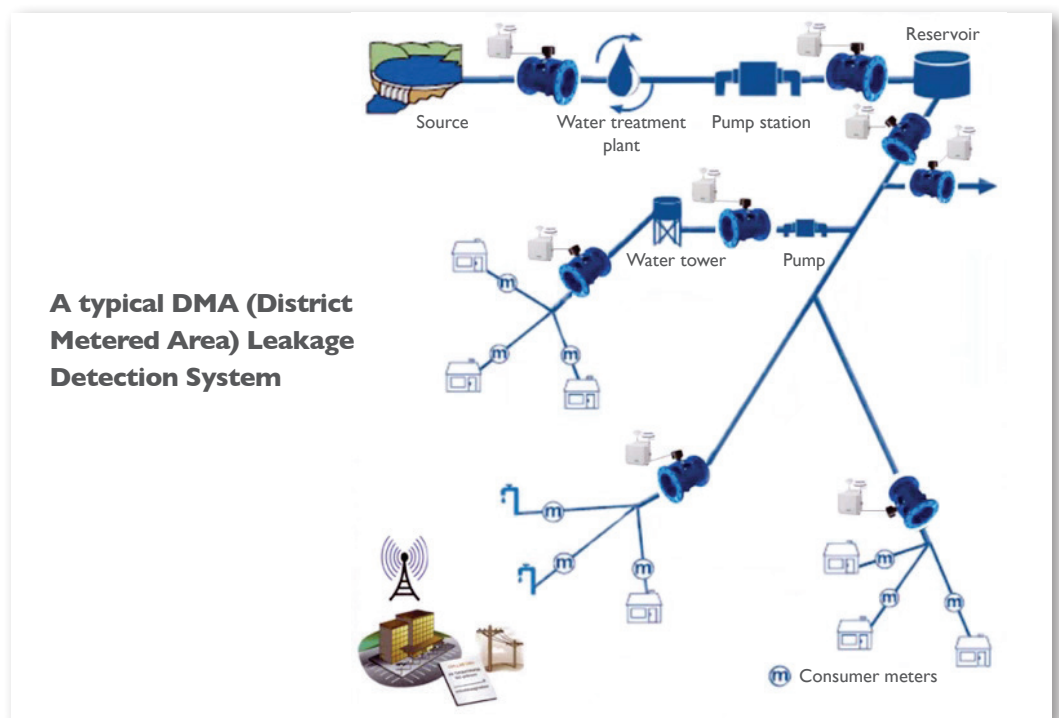 Reservoir
Source
Water treatment
plant
Pump station
Water tower
Pump
A typical DMA (District
Metered Area) Leakage
Detection System
m
m
m
m
m
m
m
m
m
m Consumer meters